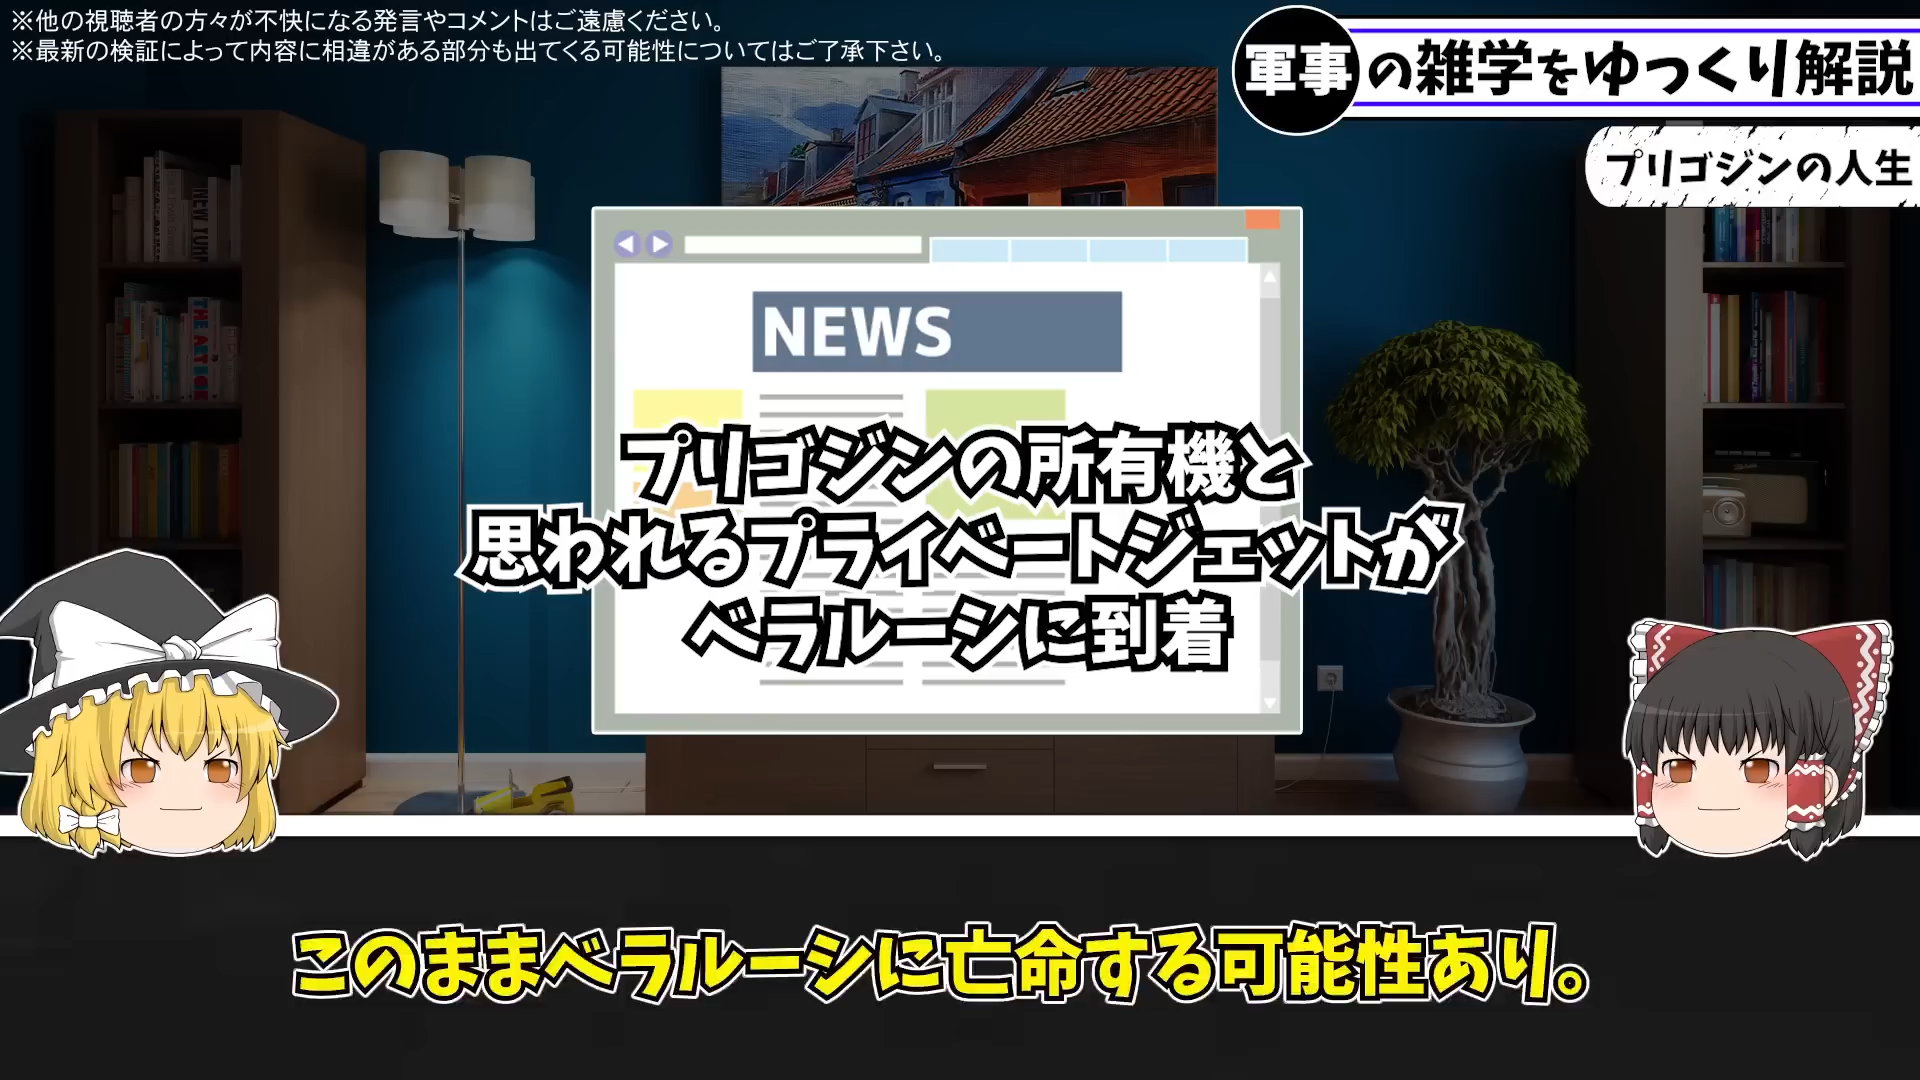 ※他の視聴者の方々が不快になる発言やコメントはご遠慮ください。
※最新の検証によって内容に相違がある部分も出てくる可能性についてはご了承下さい。
軍事の雑学をゆっくり解説
プリゴジンの人生
NEWS
プリゴジンの所有機と
思われるプライベートジェットが
ベラルーシに到着
このままベラルーシに亡命する可能性あり。